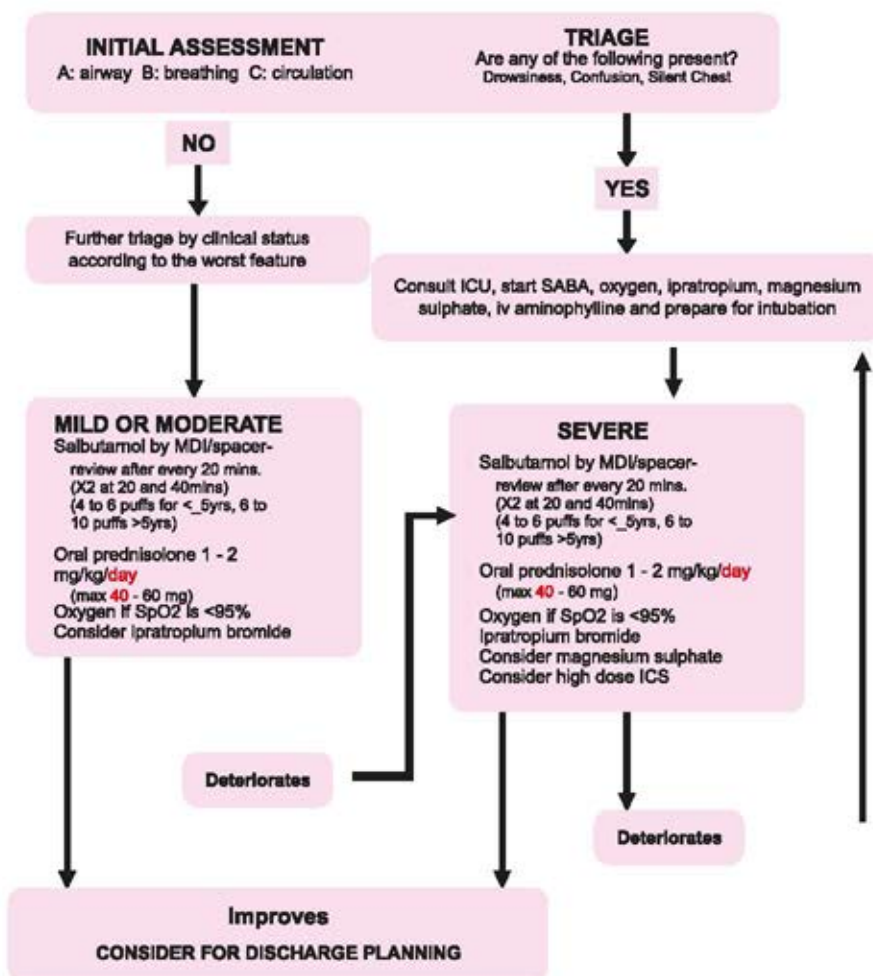 INITIAL ASSESSMENT
A: airway B: breathing C: circulation
TRIAGE
Are any of the following present?
Drowsiness, Confusion, Silent Chest
NO
YES
Further triage by clinical status
according to the worst feature
Consult ICU, start SABA, oxygen, ipratropium, magnesium
sulphate, iv aminophylline and prepare for intubation
MILD OR MODERATE
Salbutamol by MDI/spacer-
review after every 20 mins.
(X2 at 20 and 40mins)
(4 to 6 puffs for <_5yrs, 6 to
10 puffs >5yrs)
Oral prednisolone 1 - 2
mg/kg/day
(max 40 - 60 mg)
Oxygen if SpO2 is <95%
Consider Ipratropium bromide
SEVERE
Salbutamol by MDI/spacer-
review after every 20 mins.
(X2 at 20 and 40mins)
(4 to 6 puffs for <_5yrs, 6 to
10 puffs >5yrs)
Oral prednisolone 1 - 2 mg/kg/day
(max 40 - 60 mg)
Oxygen if SpO2 is <95%
Ipratropium bromide
Consider magnesium sulphate
Consider high dose ICS
Deteriorates
Deteriorates
Improves
CONSIDER FOR DISCHARGE PLANNING